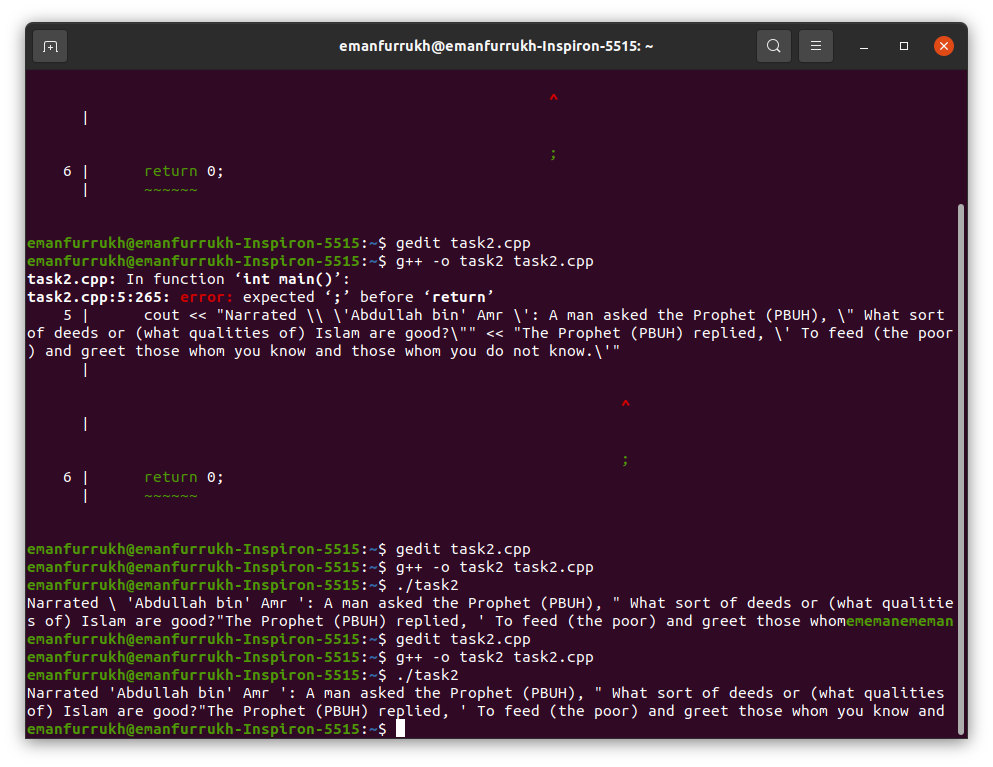 emanfurrukh@emanfurrukh-Inspiron-5515: ~
^
|
;
6 | return 0;
| ~~~~~~
emanfurrukh@emanfurrukh-Inspiron-5515:~$ gedit task2.cpp
emanfurrukh@emanfurrukh-Inspiron-5515:~$ g++ -o task2 task2.cpp
task2.cpp: In function ‘int main()’:
task2.cpp:5:265: error: expected ‘;’ before ‘return’
5 | cout << "Narrated \\ \'Abdullah bin' Amr \': A man asked the Prophet (PBUH), \" What sort
of deeds or (what qualities of) Islam are good?\"" << "The Prophet (PBUH) replied, \' To feed (the poor
) and greet those whom you know and those whom you do not know.\'"
|
^
|
;
6 | return 0;
| ~~~~~~
emanfurrukh@emanfurrukh-Inspiron-5515:~$ gedit task2.cpp
emanfurrukh@emanfurrukh-Inspiron-5515:~$ g++ -o task2 task2.cpp
emanfurrukh@emanfurrukh-Inspiron-5515:~$ ./task2
Narrated \ 'Abdullah bin' Amr ': A man asked the Prophet (PBUH), " What sort of deeds or (what qualitie
s of) Islam are good?"The Prophet (PBUH) replied, ' To feed (the poor) and greet those whomememanememan
emanfurrukh@emanfurrukh-Inspiron-5515:~$ gedit task2.cpp
emanfurrukh@emanfurrukh-Inspiron-5515:~$ g++ -o task2 task2.cpp
emanfurrukh@emanfurrukh-Inspiron-5515:~$ ./task2
Narrated 'Abdullah bin' Amr ': A man asked the Prophet (PBUH), " What sort of deeds or (what qualities
of) Islam are good?"The Prophet (PBUH) replied, ' To feed (the poor) and greet those whom you know and
emanfurrukh@emanfurrukh-Inspiron-5515:~$